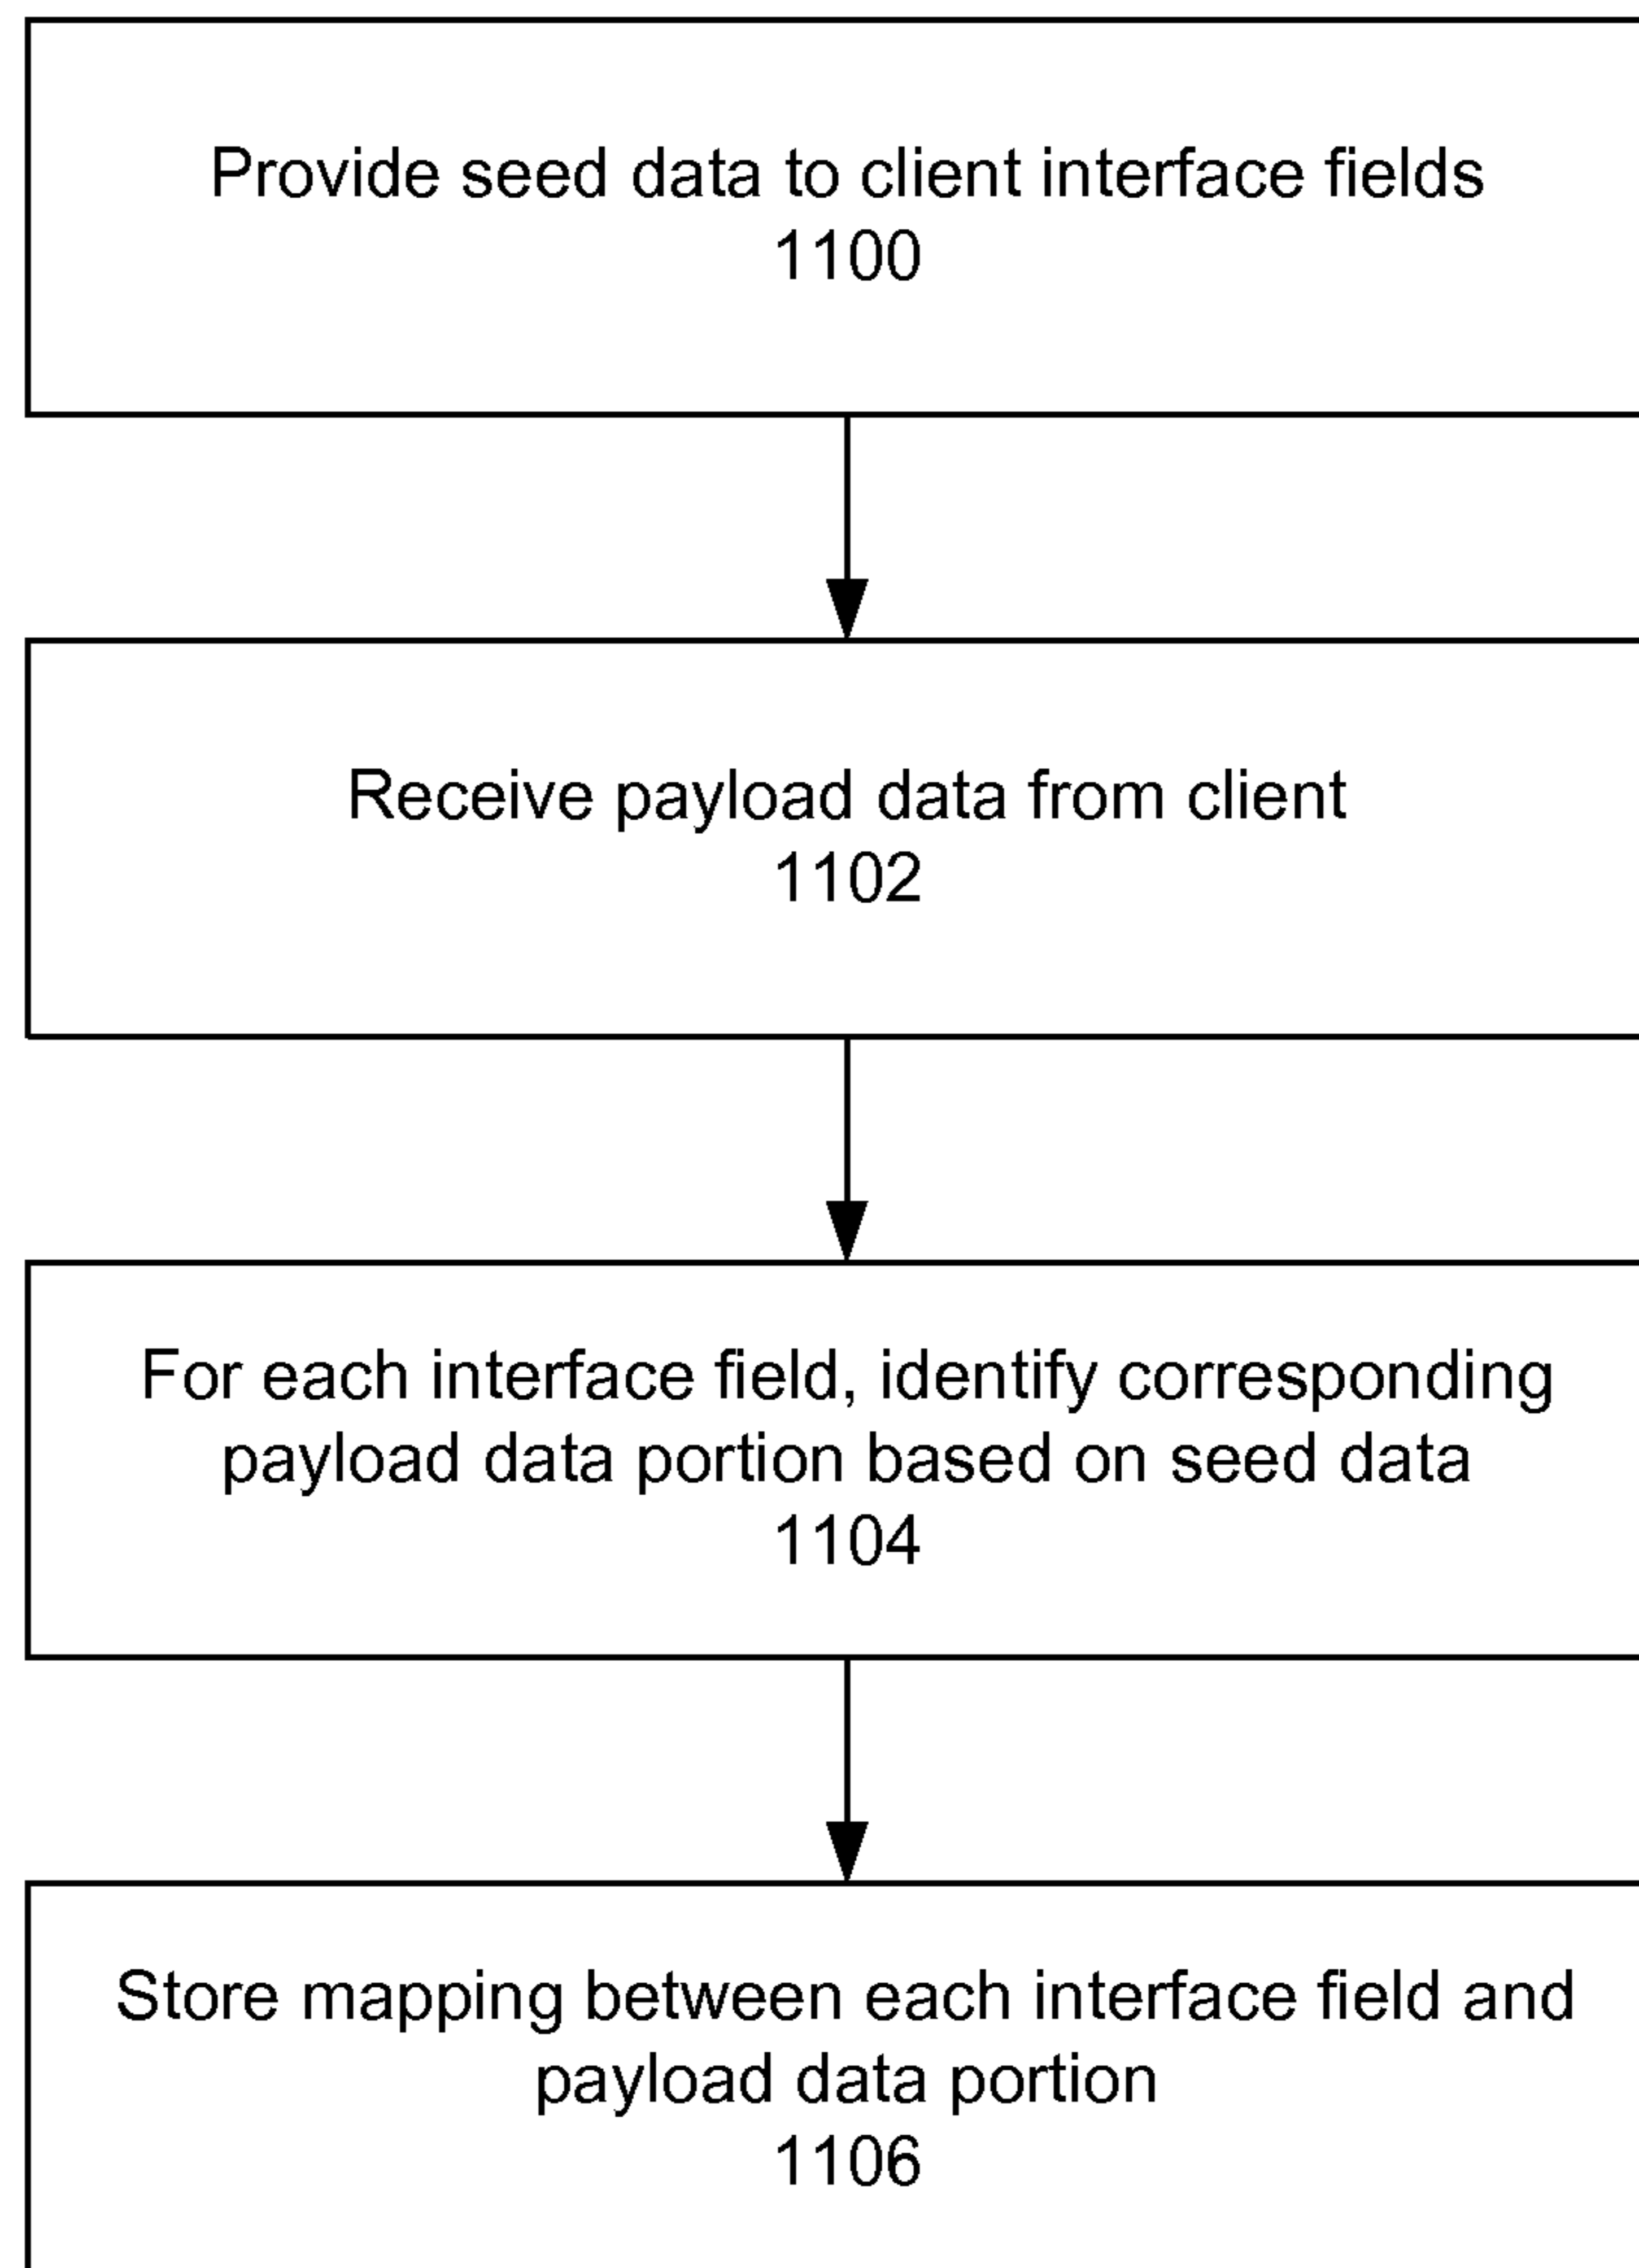 Provide seed data to client interface fields
1100
Receive payload data from client
1102
For each interface field, identify corresponding
payload data portion based on seed data
1104
Store mapping between each interface field and
payload data portion
1106